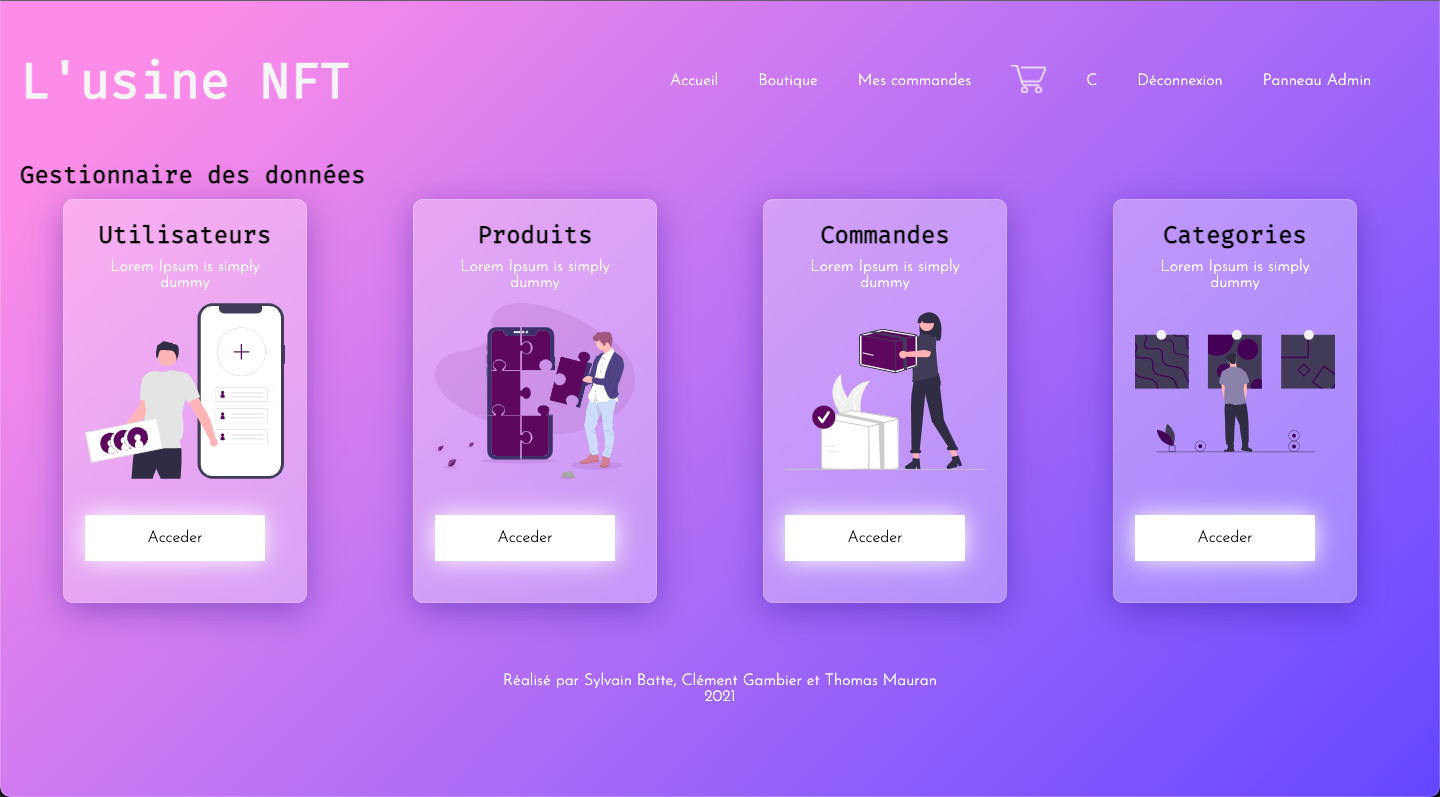 L'usine NFT
Accueil
Boutique
Mes commandes
C
Déconnexion
Panneau Admin
Gestionnaire des données
Utilisateurs
Lorem Ipsum is simply
dummy
Acceder
Produits
Lorem Ipsum is simply
dummy
Acceder
Commandes
Lorem Ipsum is simply
dummy
Acceder
Categories
Lorem Ipsum is simply
dummy
Acceder
Réalisé par Sylvain Batte, Clément Gambier et Thomas Mauran
2021